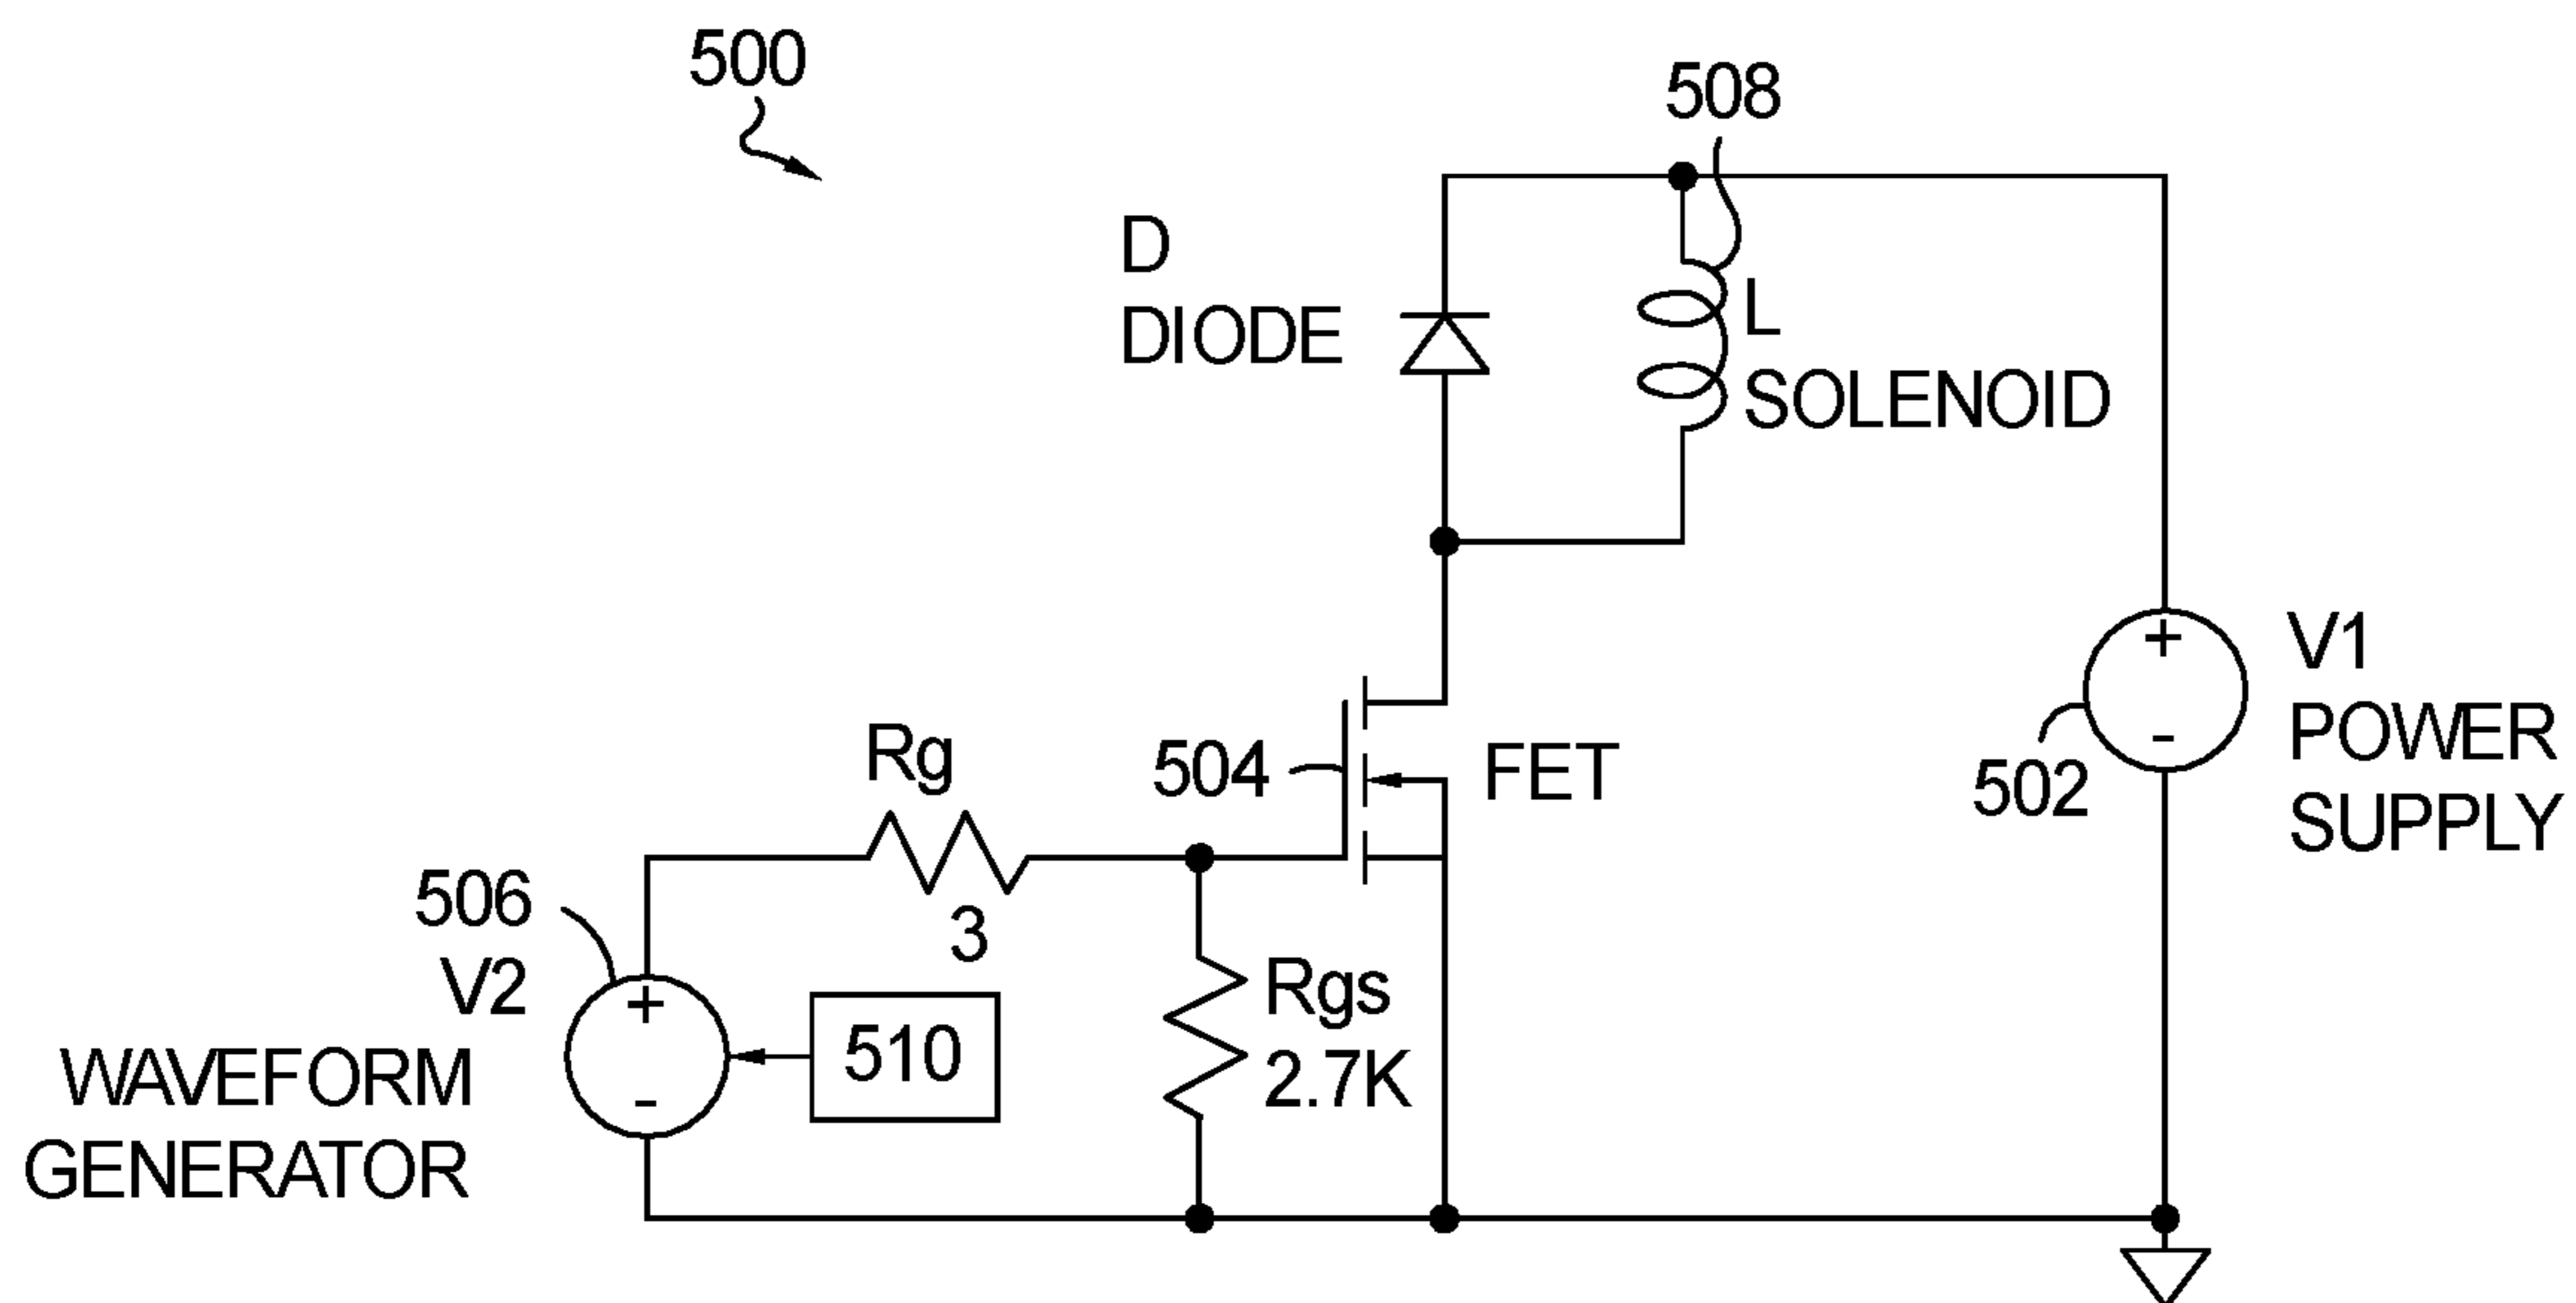 500
508
D
DIODE
L
SOLENOID
+
-
V1
POWER
SUPPLY
502
504
FET
Rg
3
506
V2
WAVEFORM
GENERATOR
+
-
510
Rgs
2.7K